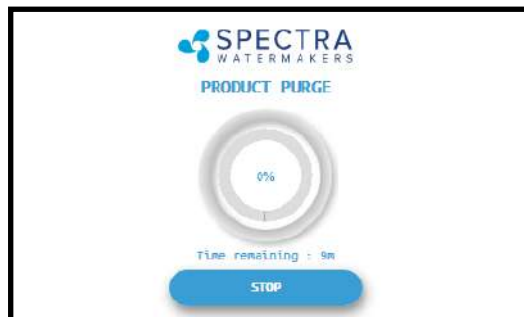 SPECTRA
WATERMAKERS
PRODUCT PURGE
0%
Time remaining : 9m
STOP